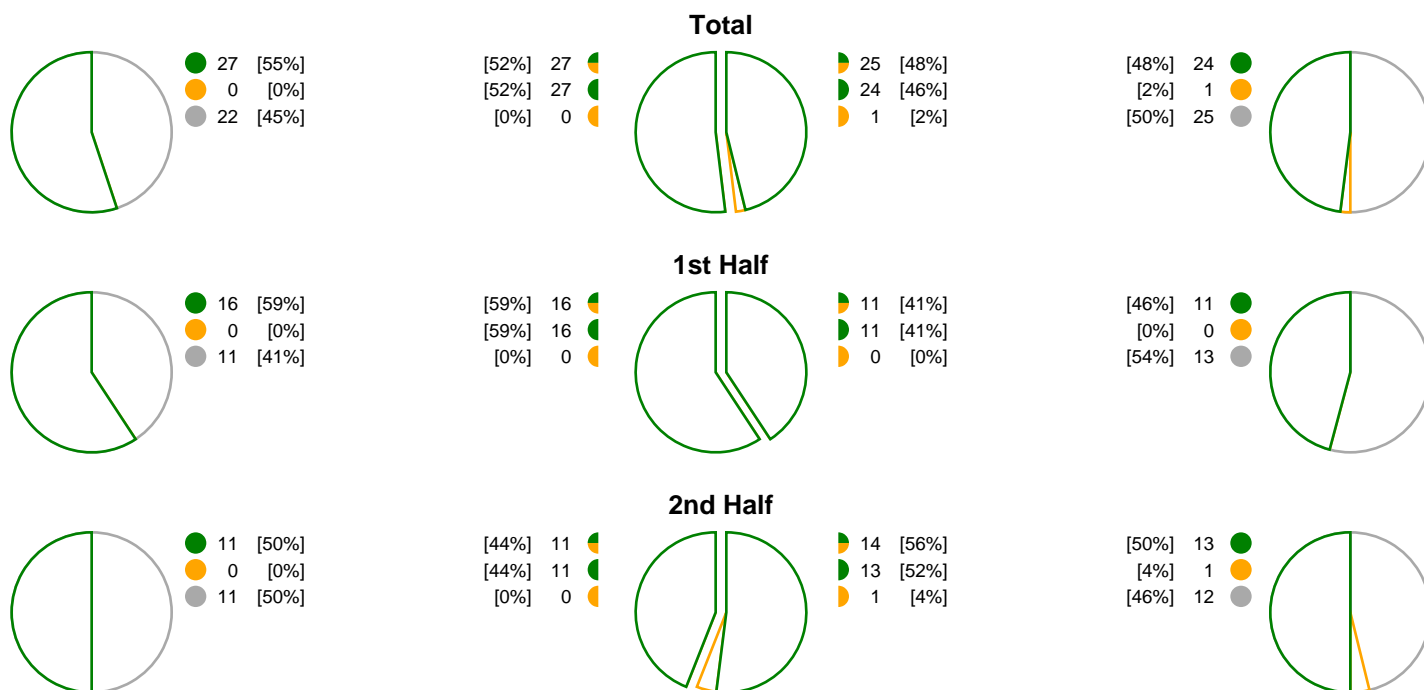 Total
27 [55%] [52%] 27 25 [48%] [48%] 24
0 [0%] [52%] 27 24 [46%] [2%] 1
22 [45%] [0%] 0 1 [2%] [50%] 25
1st Half
16 [59%] [59%] 16 11 [41%] [46%] 11
0 [0%] [59%] 16 11 [41%] [0%] 0
11 [41%] [0%] 0 0 [0%] [54%] 13
2nd Half
11 [50%] [44%] 11 14 [56%] [50%] 13
0 [0%] [44%] 11 13 [52%] [4%] 1
11 [50%] [0%] 0 1 [4%] [46%] 12